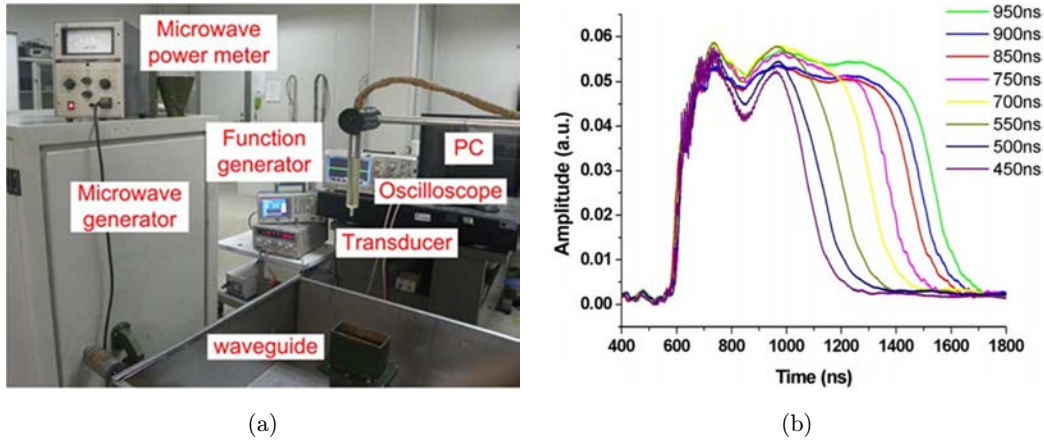 Microwave
power meter
Function
generator
PC
Oscilloscope
Microwave
generator
Transducer
waveguide
(a)
Amplitude (a.u.)
0.06
0.05
0.04
0.03
0.02
0.01
0.00
400 600 800 1000 1200 1400 1600 1800
Time (ns)
950ns
900ns
850ns
750ns
700ns
550ns
500ns
450ns
(b)